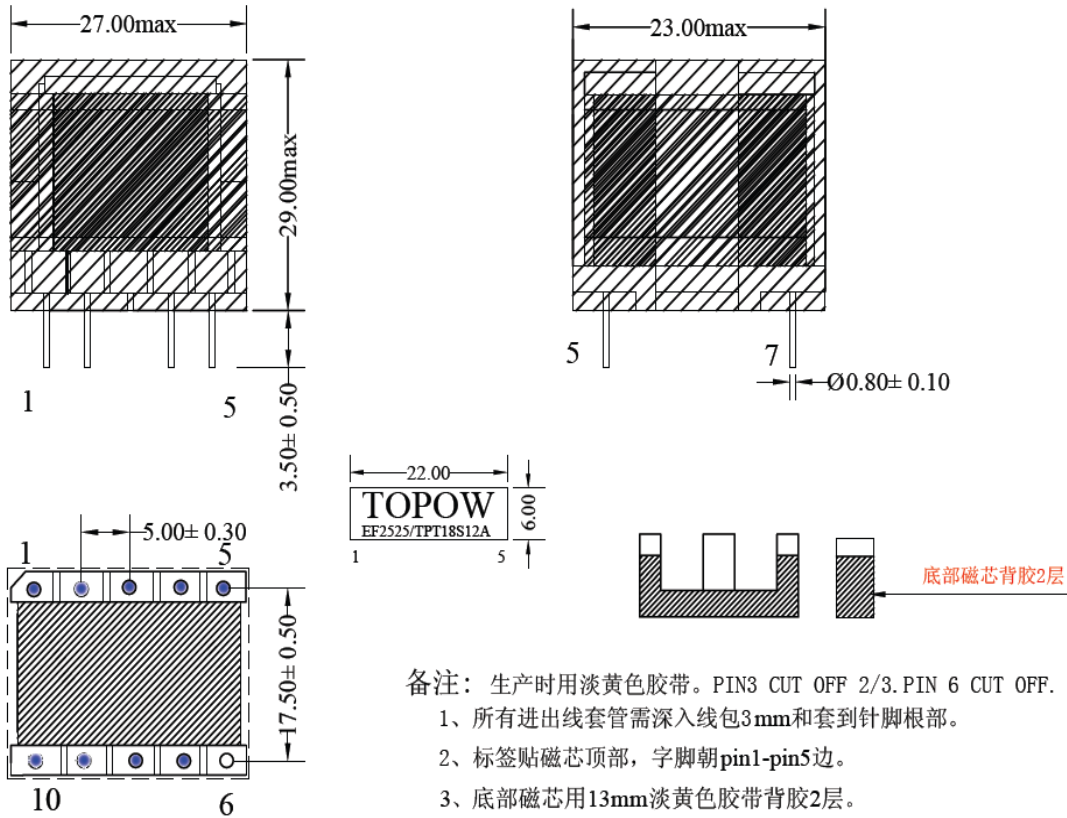 27.00max
23.00max
29.00max
3.50± 0.50
1
5
5
7
Ø0.80± 0.10
22.00
TOPOW
EF2525/TPT18S12A
6.00
1
5
1
5.00± 0.30
5
17.50± 0.50
10
6
底部磁芯背胶2层
备注: 生产时用淡黄色胶带。PIN3 CUT OFF 2/3.PIN 6 CUT OFF.
1、所有进出线套管需深入线包3mm和套到针脚根部。
2、标签贴磁芯顶部，字脚朝pin1-pin5边。
3、底部磁芯用13mm淡黄色胶带背胶2层。